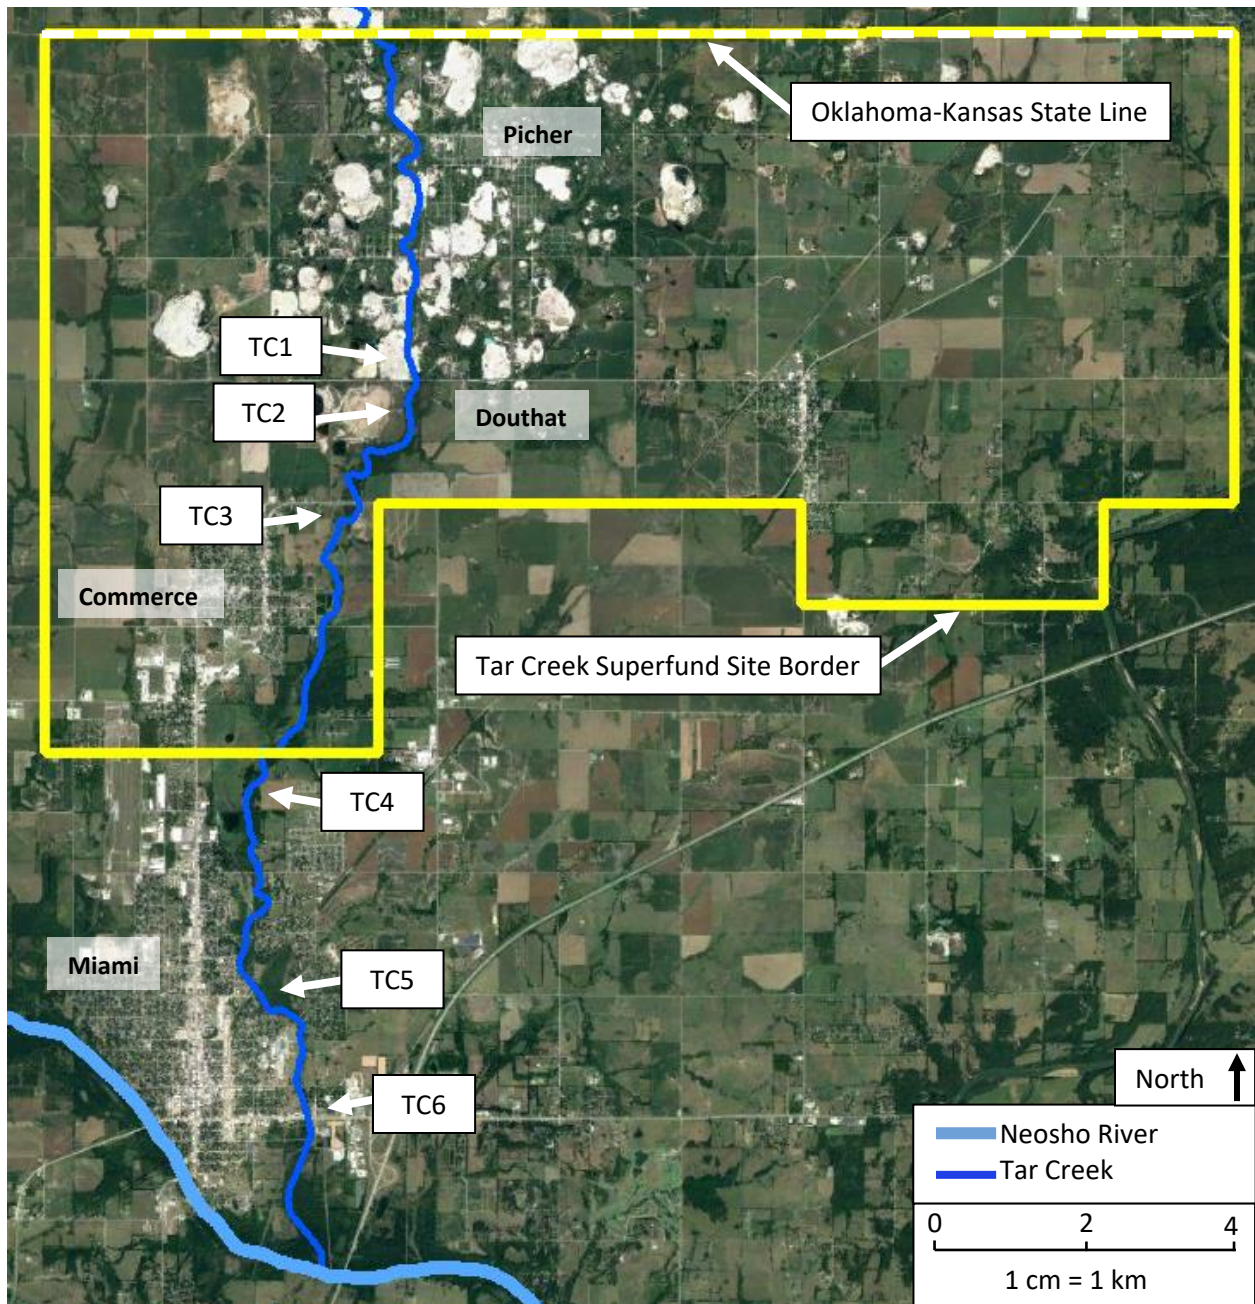 Picher
Oklahoma-Kansas State Line
TC1
TC2
Douthat
TC3
Commerce
Tar Creek Superfund Site Border
TC4
Miami
TC5
TC6
North
Neosho River
Tar Creek
0 2 4
1 cm = 1 km